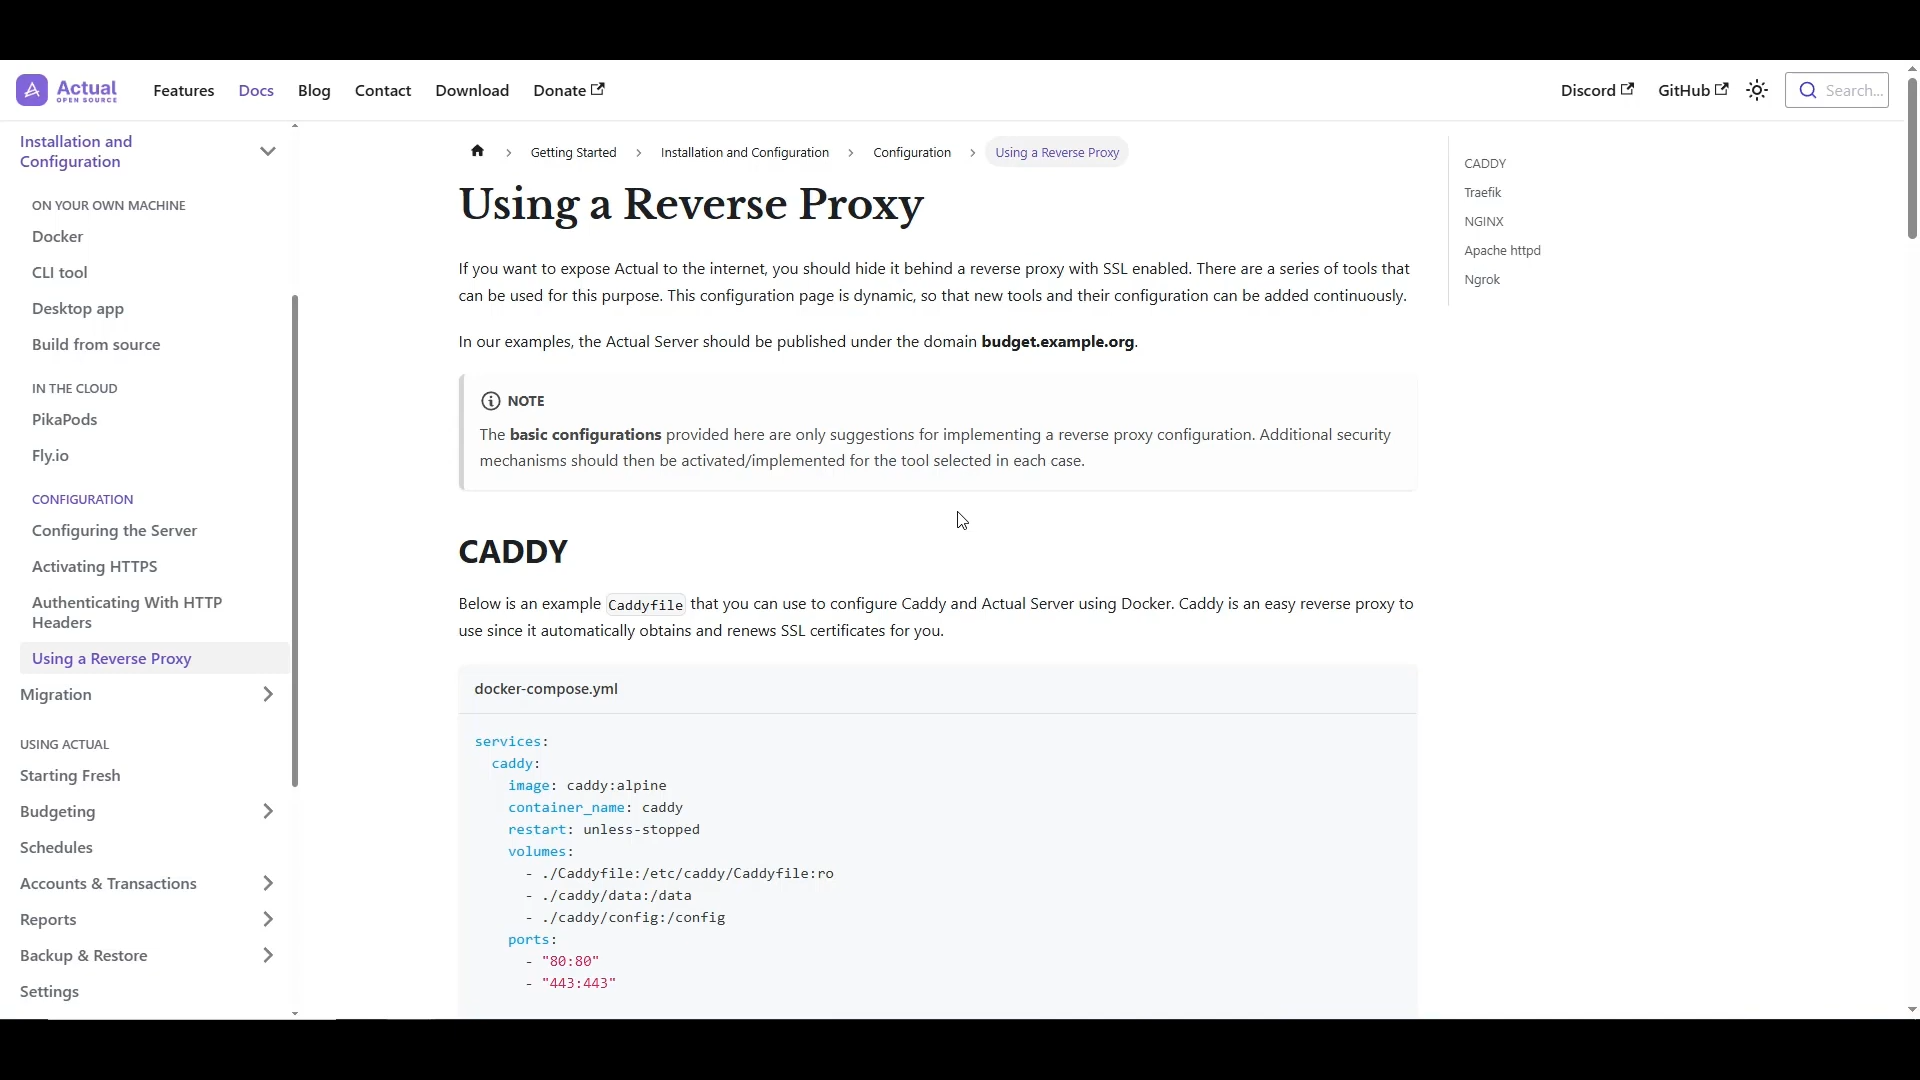 Actual
OPEN SOURCE
Features
Docs
Blog
Contact
Download
Donate
Discord
GitHub
Search...
Installation and
Configuration
ON YOUR OWN MACHINE
Docker
CLI tool
Desktop app
Build from source
IN THE CLOUD
PikaPods
Fly.io
CONFIGURATION
Configuring the Server
Activating HTTPS
Authenticating With HTTP
Headers
Using a Reverse Proxy
Migration
USING ACTUAL
Starting Fresh
Budgeting
Schedules
Accounts & Transactions
Reports
Backup & Restore
Settings
Getting Started
Installation and Configuration
Configuration
Using a Reverse Proxy
Using a Reverse Proxy
If you want to expose Actual to the internet, you should hide it behind a reverse proxy with SSL enabled. There are a series of tools that
can be used for this purpose. This configuration page is dynamic, so that new tools and their configuration can be added continuously.
In our examples, the Actual Server should be published under the domain budget.example.org.
NOTE
The basic configurations provided here are only suggestions for implementing a reverse proxy configuration. Additional security
mechanisms should then be activated/implemented for the tool selected in each case.
CADDY
Below is an example Caddyfile that you can use to configure Caddy and Actual Server using Docker. Caddy is an easy reverse proxy to
use since it automatically obtains and renews SSL certificates for you.
docker-compose.yml
services:
caddy:
image: caddy:alpine
container_name: caddy
restart: unless-stopped
volumes:
- ./Caddyfile:/etc/caddy/Caddyfile:ro
- ./caddy/data:/data
- ./caddy/config:/config
ports:
- "80:80"
- "443:443"
CADDY
Traefik
NGINX
Apache httpd
Ngrok